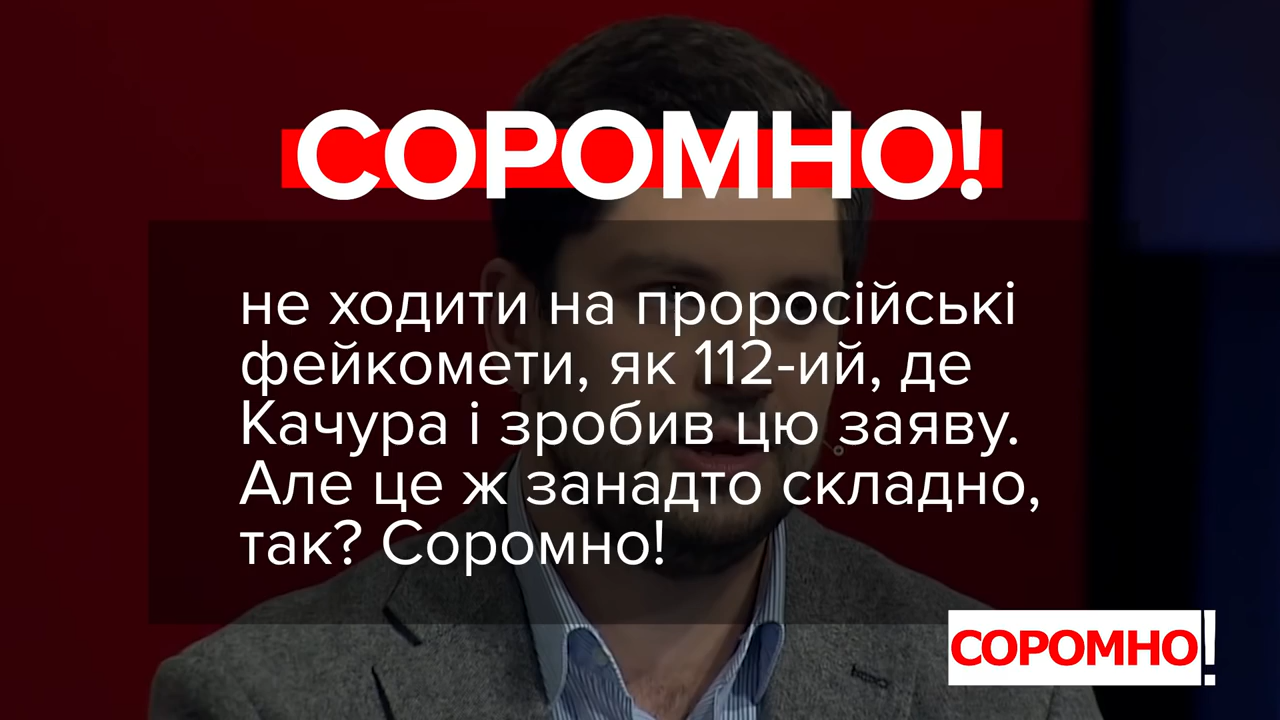 СОРОМНО!
не ходити на проросійські
фейкомети, як 112-ий, де
Качура і зробив цю заяву.
Але це ж занадто складно,
так? Соромно!
СОРОМНО!